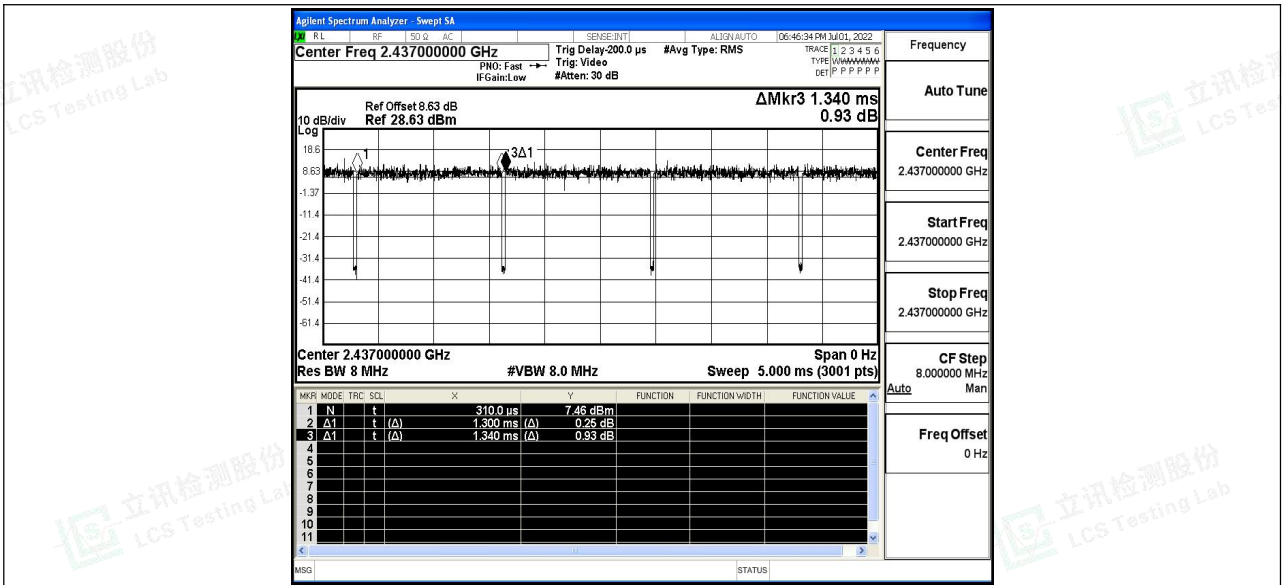 Agilent Spectrum Analyzer - Swept SA
LXI RL RF 50 Ω AC SENSE:INT ALIGN AUTO 06:46:34 PM Jul 01, 2022
Center Freq 2.437000000 GHz
PNO: Fast
IFGain:Low
Trig Delay-200.0 µs
Trig: Video
#Atten: 30 dB
#Avg Type: RMS
TRACE 1 2 3 4 5 6
TYPE WWWWWW
DET P P P P P P
Frequency
Auto Tune
Ref Offset 8.63 dB
10 dB/div Ref 28.63 dBm
Log
ΔMkr3 1.340 ms
0.93 dB
18.6
8.63
-1.37
-11.4
-21.4
-31.4
-41.4
-51.4
-61.4
1
3Δ1
Center Freq
2.437000000 GHz
Start Freq
2.437000000 GHz
Stop Freq
2.437000000 GHz
Center 2.437000000 GHz Span 0 Hz
Res BW 8 MHz #VBW 8.0 MHz Sweep 5.000 ms (3001 pts)
CF Step
8.000000 MHz
Auto Man
MKR MODE TRC SCL X Y FUNCTION FUNCTION WIDTH FUNCTION VALUE
1 N t 310.0 µs 7.46 dBm
2 Δ1 t (Δ) 1.300 ms (Δ) 0.25 dB
3 Δ1 t (Δ) 1.340 ms (Δ) 0.93 dB
4
5
6
7
8
9
10
11
Freq Offset
0 Hz
MSG STATUS
立讯检测股份
LCS Testing Lab
立讯检测
LCS Test
立讯检测股份
LCS Testing Lab
立讯检测股份
LCS Testing Lab